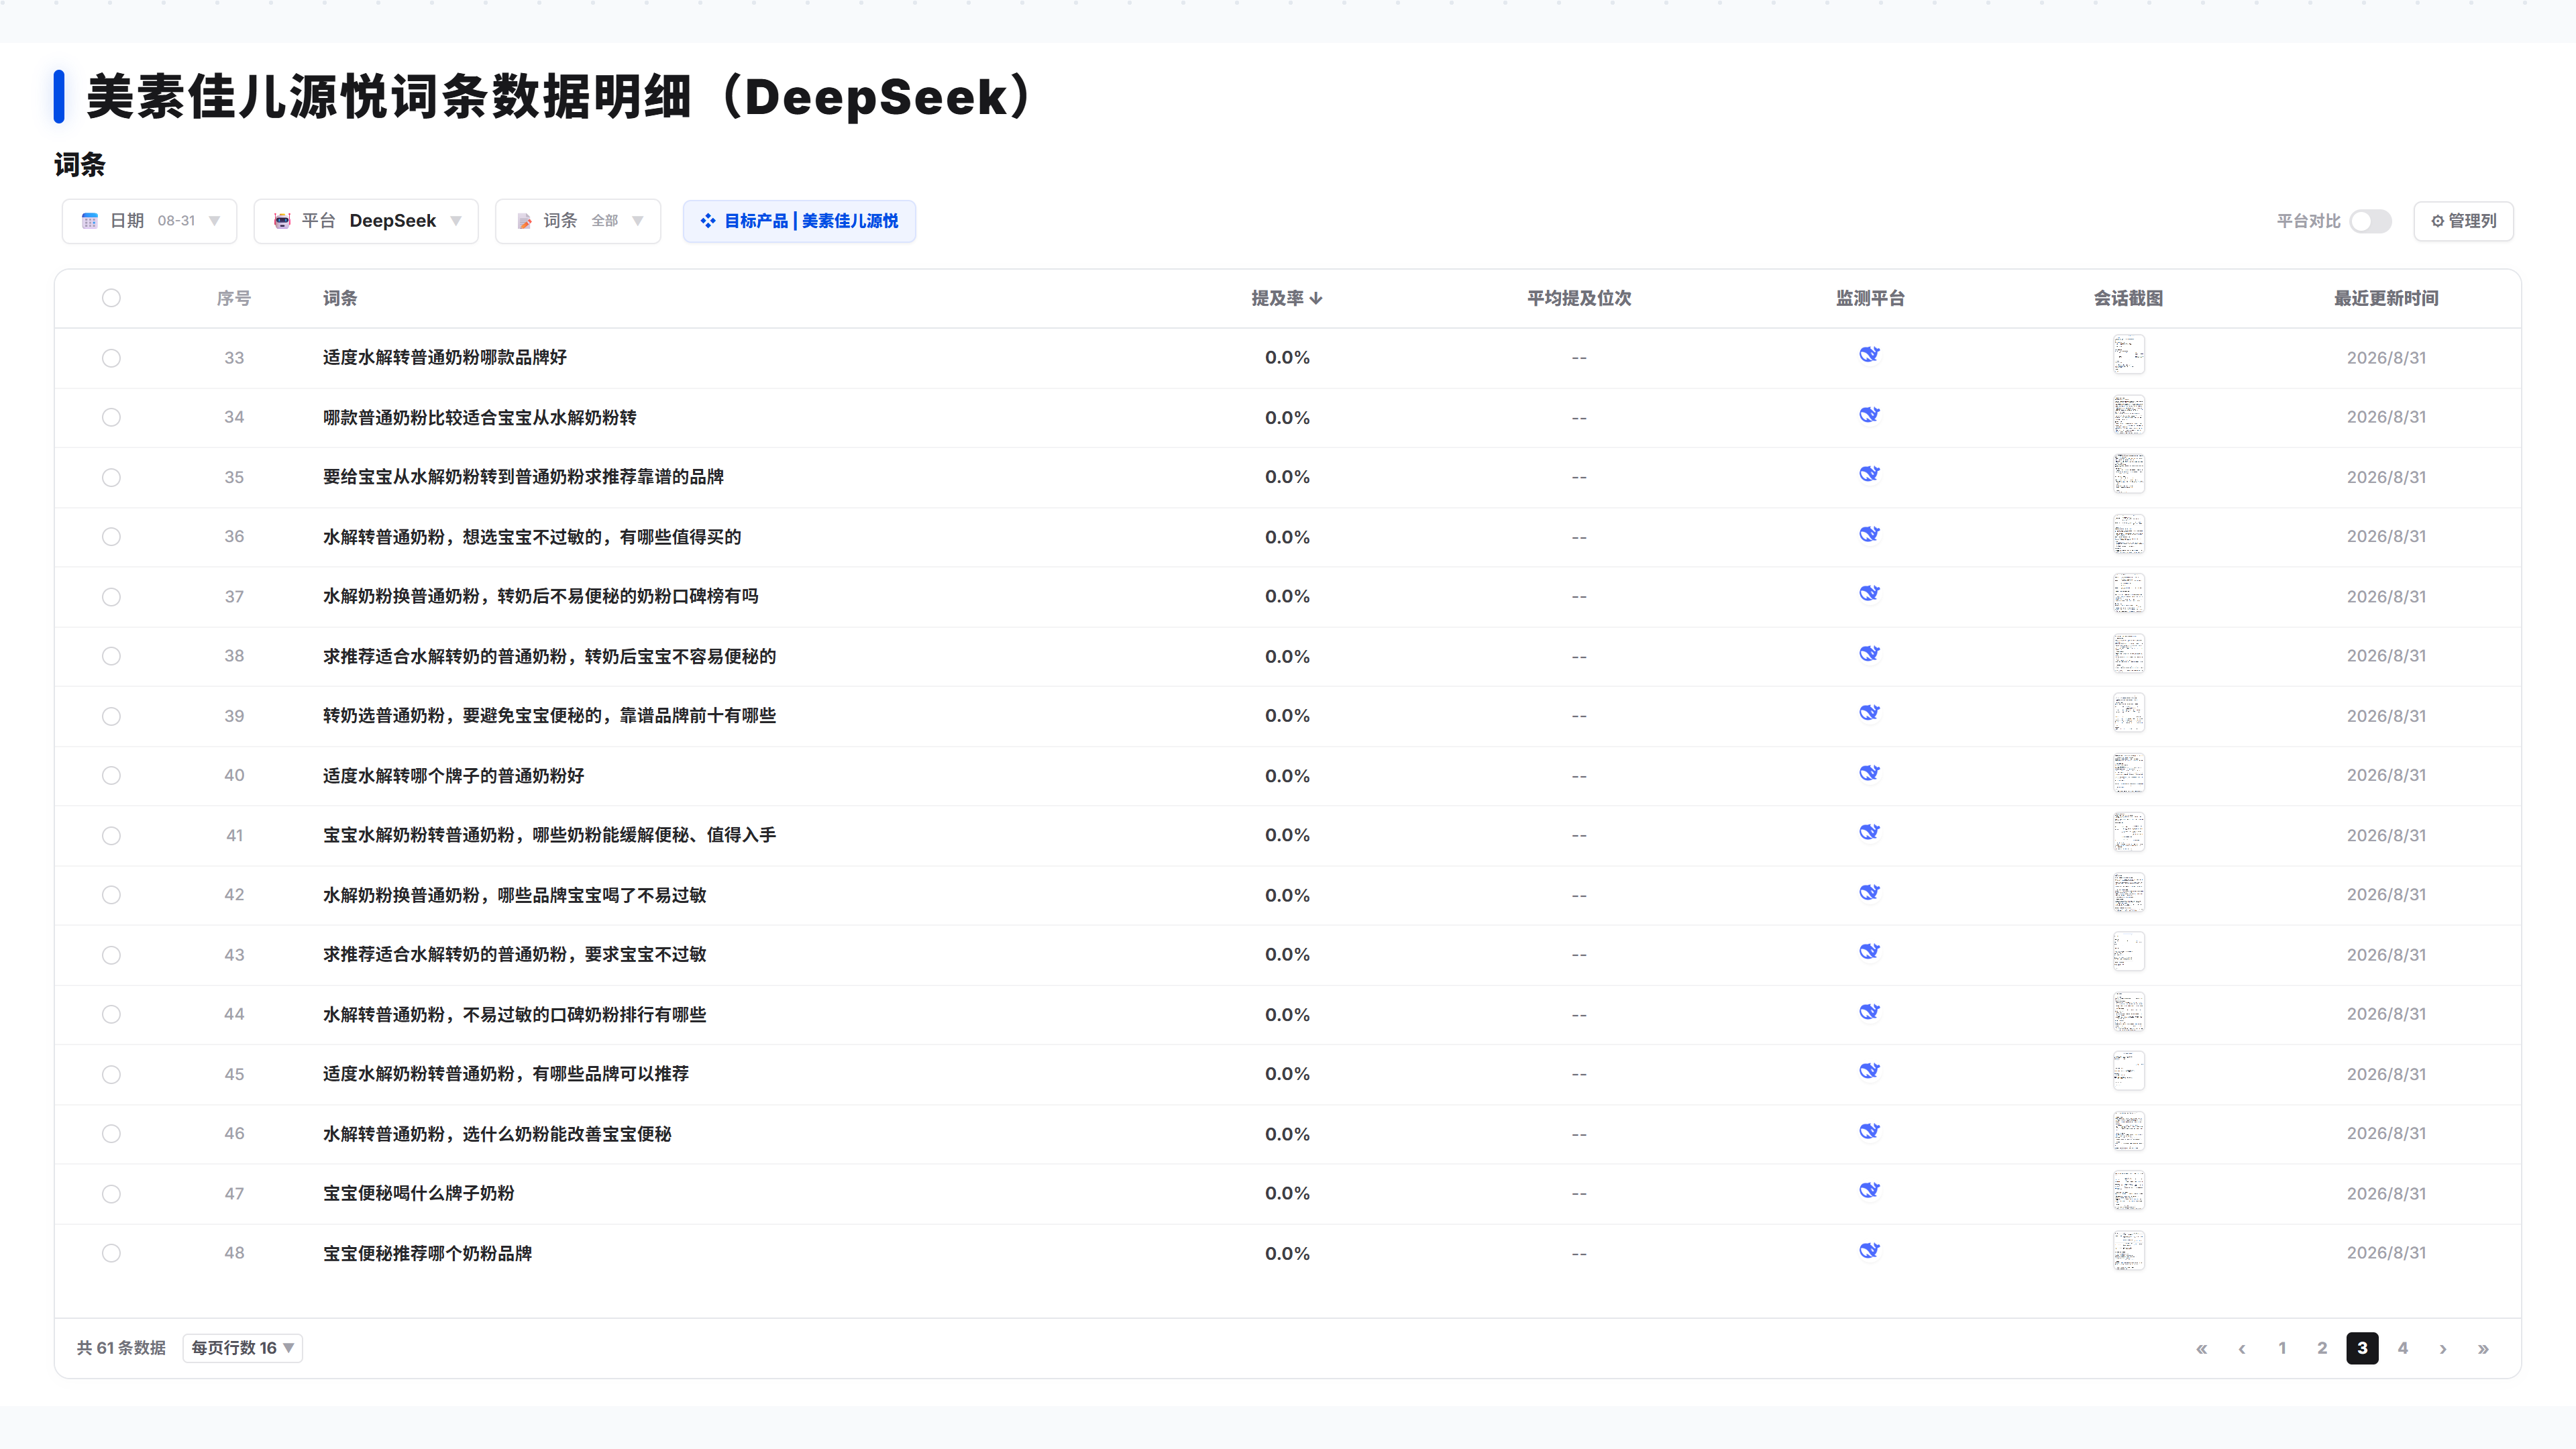 美素佳儿源悦词条数据明细（DeepSeek）
词条
日期 08-31 ▼ 平台 DeepSeek ▼ 词条 全部 ▼ 目标产品 | 美素佳儿源悦 平台对比 管理列
序号 词条 提及率 ↓ 平均提及位次 监测平台 会话截图 最近更新时间
33 适度水解转普通奶粉哪款品牌好 0.0% -- 2026/8/31
34 哪款普通奶粉比较适合宝宝从水解奶粉转 0.0% -- 2026/8/31
35 要给宝宝从水解奶粉转到普通奶粉求推荐靠谱的品牌 0.0% -- 2026/8/31
36 水解转普通奶粉，想选宝宝不过敏的，有哪些值得买的 0.0% -- 2026/8/31
37 水解奶粉换普通奶粉，转奶后不易便秘的奶粉口碑榜有吗 0.0% -- 2026/8/31
38 求推荐适合水解转奶的普通奶粉，转奶后宝宝不容易便秘的 0.0% -- 2026/8/31
39 转奶选普通奶粉，要避免宝宝便秘的，靠谱品牌前十有哪些 0.0% -- 2026/8/31
40 适度水解转哪个牌子的普通奶粉好 0.0% -- 2026/8/31
41 宝宝水解奶粉转普通奶粉，哪些奶粉能缓解便秘、值得入手 0.0% -- 2026/8/31
42 水解奶粉换普通奶粉，哪些品牌宝宝喝了不易过敏 0.0% -- 2026/8/31
43 求推荐适合水解转奶的普通奶粉，要求宝宝不过敏 0.0% -- 2026/8/31
44 水解转普通奶粉，不易过敏的口碑奶粉排行有哪些 0.0% -- 2026/8/31
45 适度水解奶粉转普通奶粉，有哪些品牌可以推荐 0.0% -- 2026/8/31
46 水解转普通奶粉，选什么奶粉能改善宝宝便秘 0.0% -- 2026/8/31
47 宝宝便秘喝什么牌子奶粉 0.0% -- 2026/8/31
48 宝宝便秘推荐哪个奶粉品牌 0.0% -- 2026/8/31
共 61 条数据 每页行数 16 ▼ « ‹ 1 2 3 4 › »